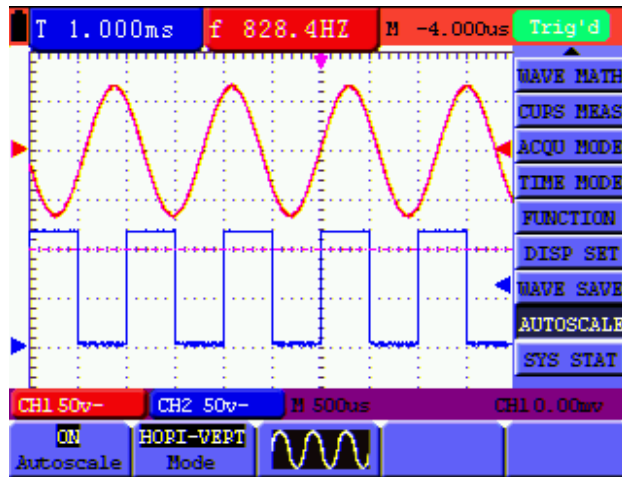 T 1.000ms f 828.4HZ M -4.000us Trig'd
WAVE MATH
CUPS MEAS
ACQU MODE
TIME MODE
FUNCTION
DISP SET
WAVE SAVE
AUTOSCALE
SYS STAT
CH1 50v~ CH2 50v~ M 500us CH1 0.00mv
ON HORI-VERT
Autoscale Mode